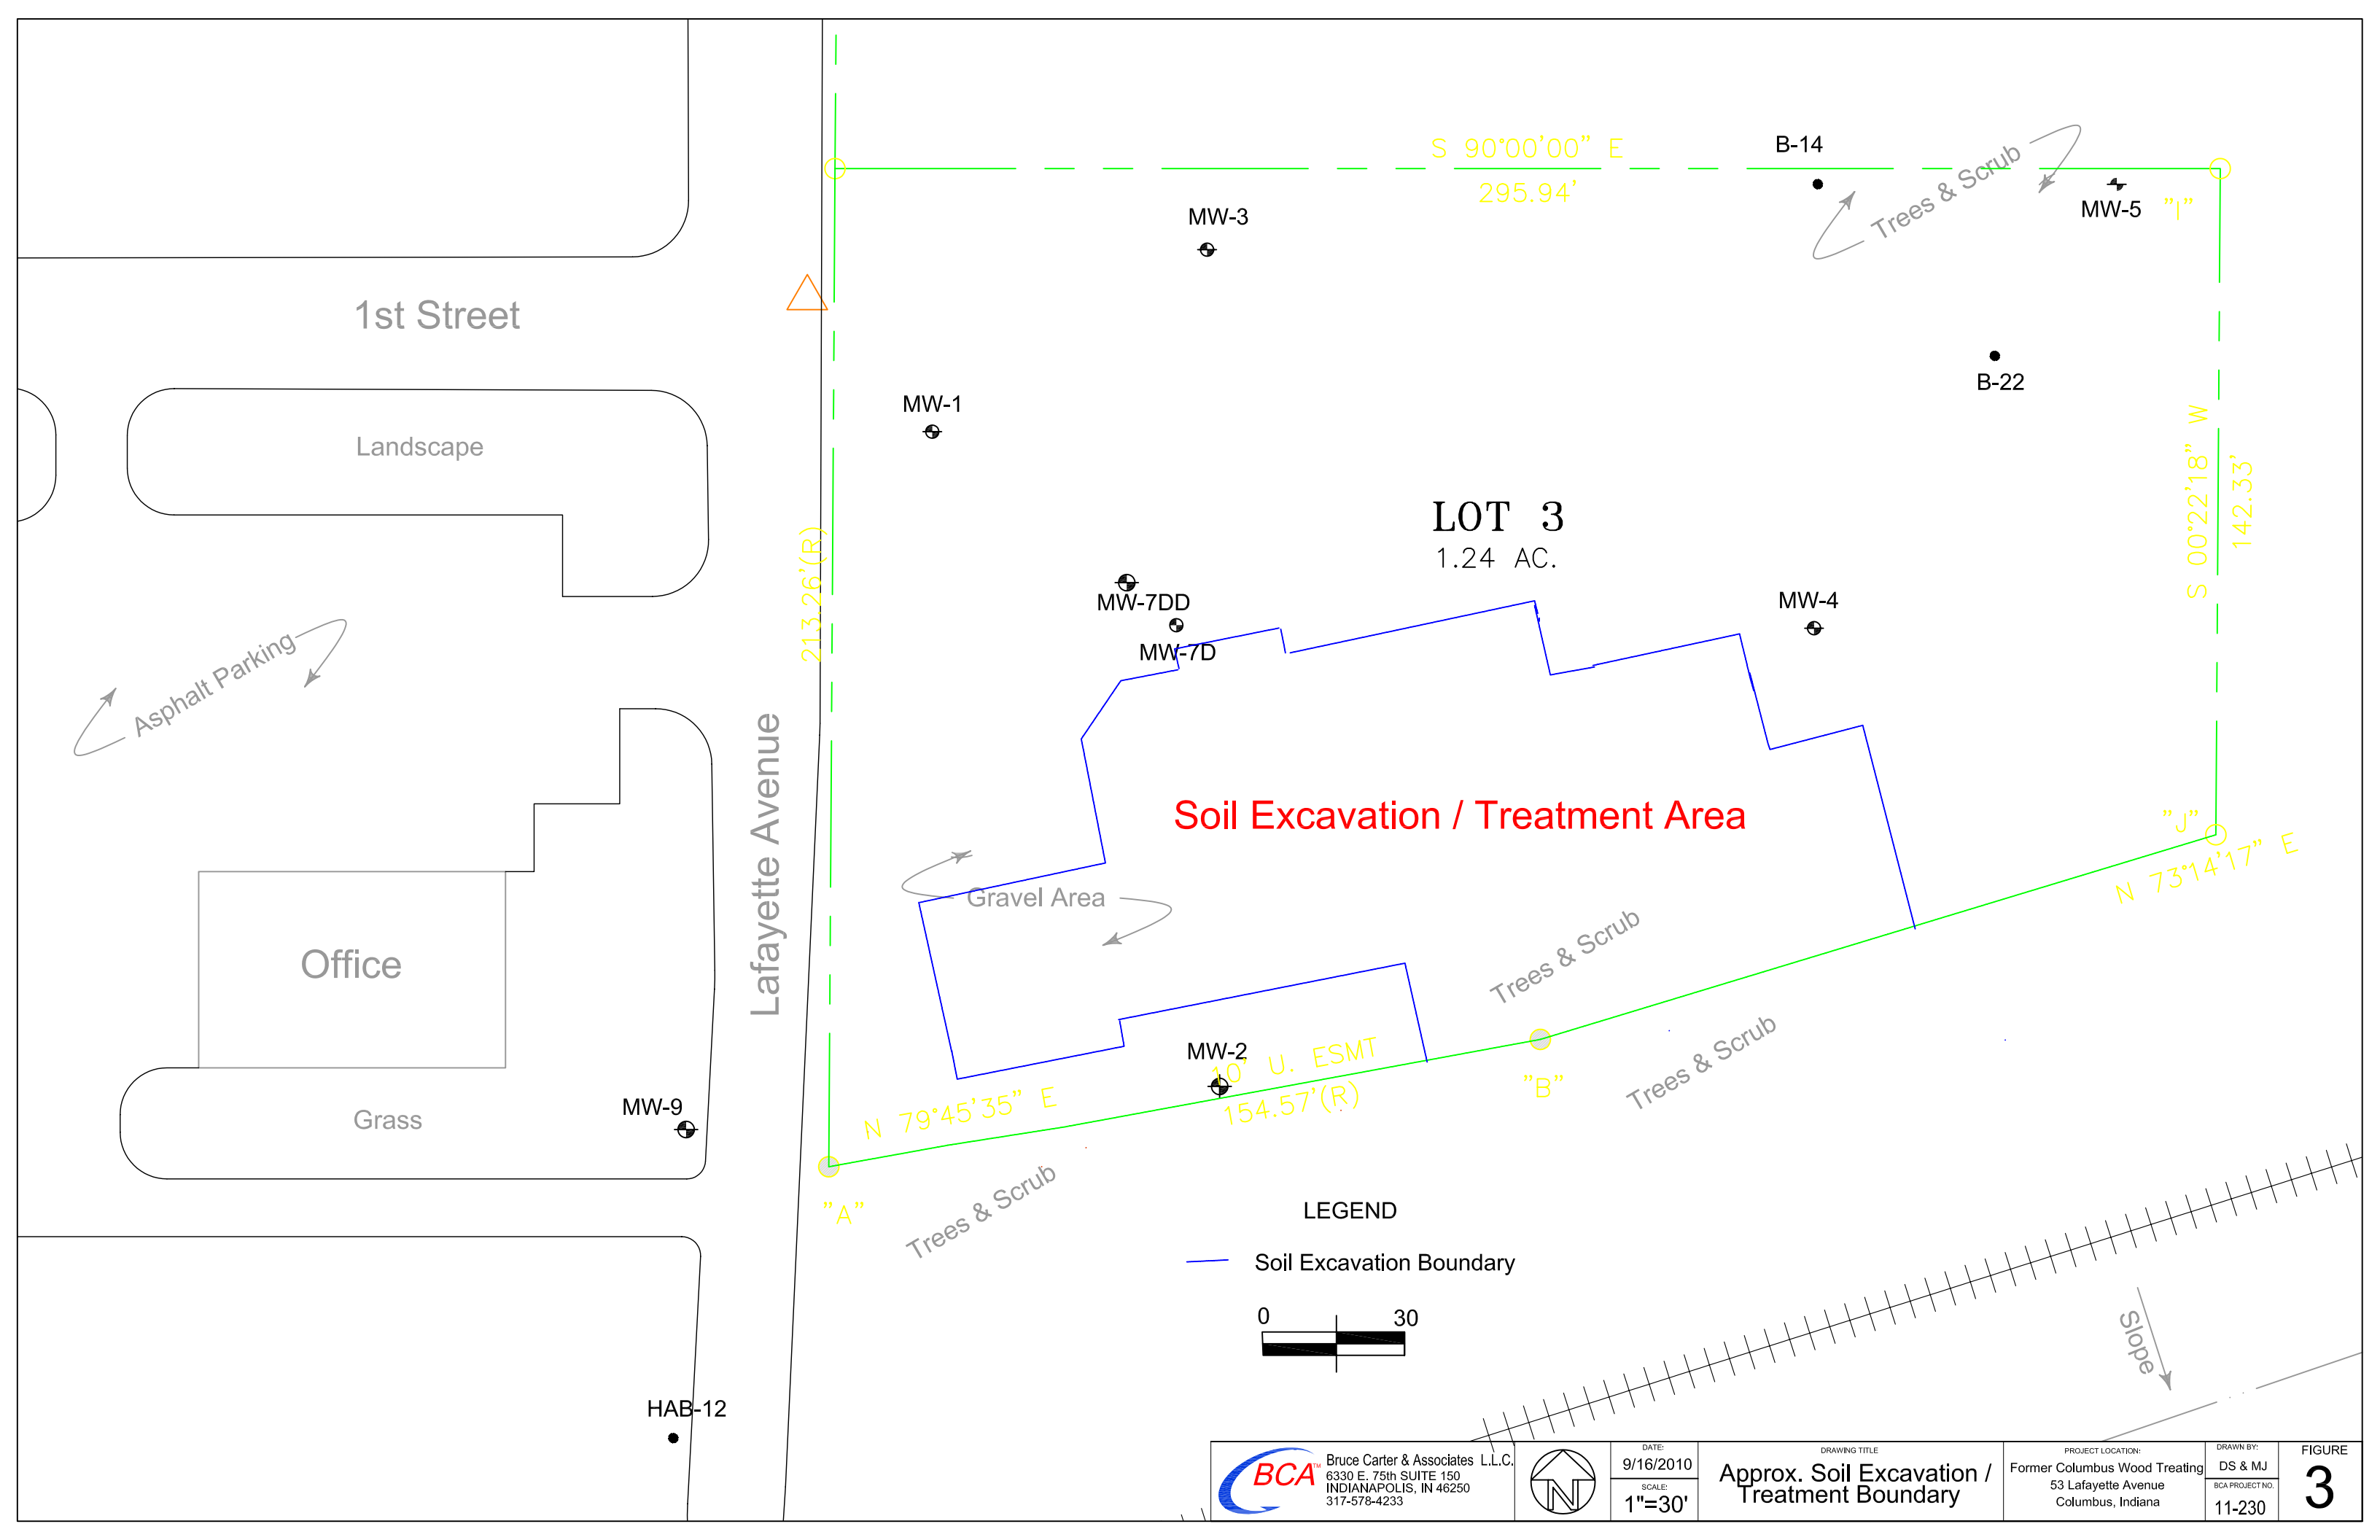 S 90°00'00" E
295.94'
B-14
Trees & Scrub
MW-5
"I"
MW-3
1st Street
B-22
MW-1
Landscape
S 00°22'18" W
142.33'
LOT 3
1.24 AC.
213.26'(R)
MW-7DD
MW-7D
MW-4
Asphalt Parking
Lafayette Avenue
Soil Excavation / Treatment Area
"J"
N 73°14'17" E
Gravel Area
Trees & Scrub
Office
Trees & Scrub
MW-2
10' U. ESMT
154.57'(R)
"B"
N 79°45'35" E
MW-9
Grass
"A"
Trees & Scrub
LEGEND
Soil Excavation Boundary
0 30
Slope
HAB-12
BCA™
Bruce Carter & Associates L.L.C.
6330 E. 75th SUITE 150
INDIANAPOLIS, IN 46250
317-578-4233
N
DATE:
9/16/2010
SCALE:
1"=30'
DRAWING TITLE
Approx. Soil Excavation /
Treatment Boundary
PROJECT LOCATION:
Former Columbus Wood Treating
53 Lafayette Avenue
Columbus, Indiana
DRAWN BY:
DS & MJ
BCA PROJECT NO.
11-230
FIGURE
3